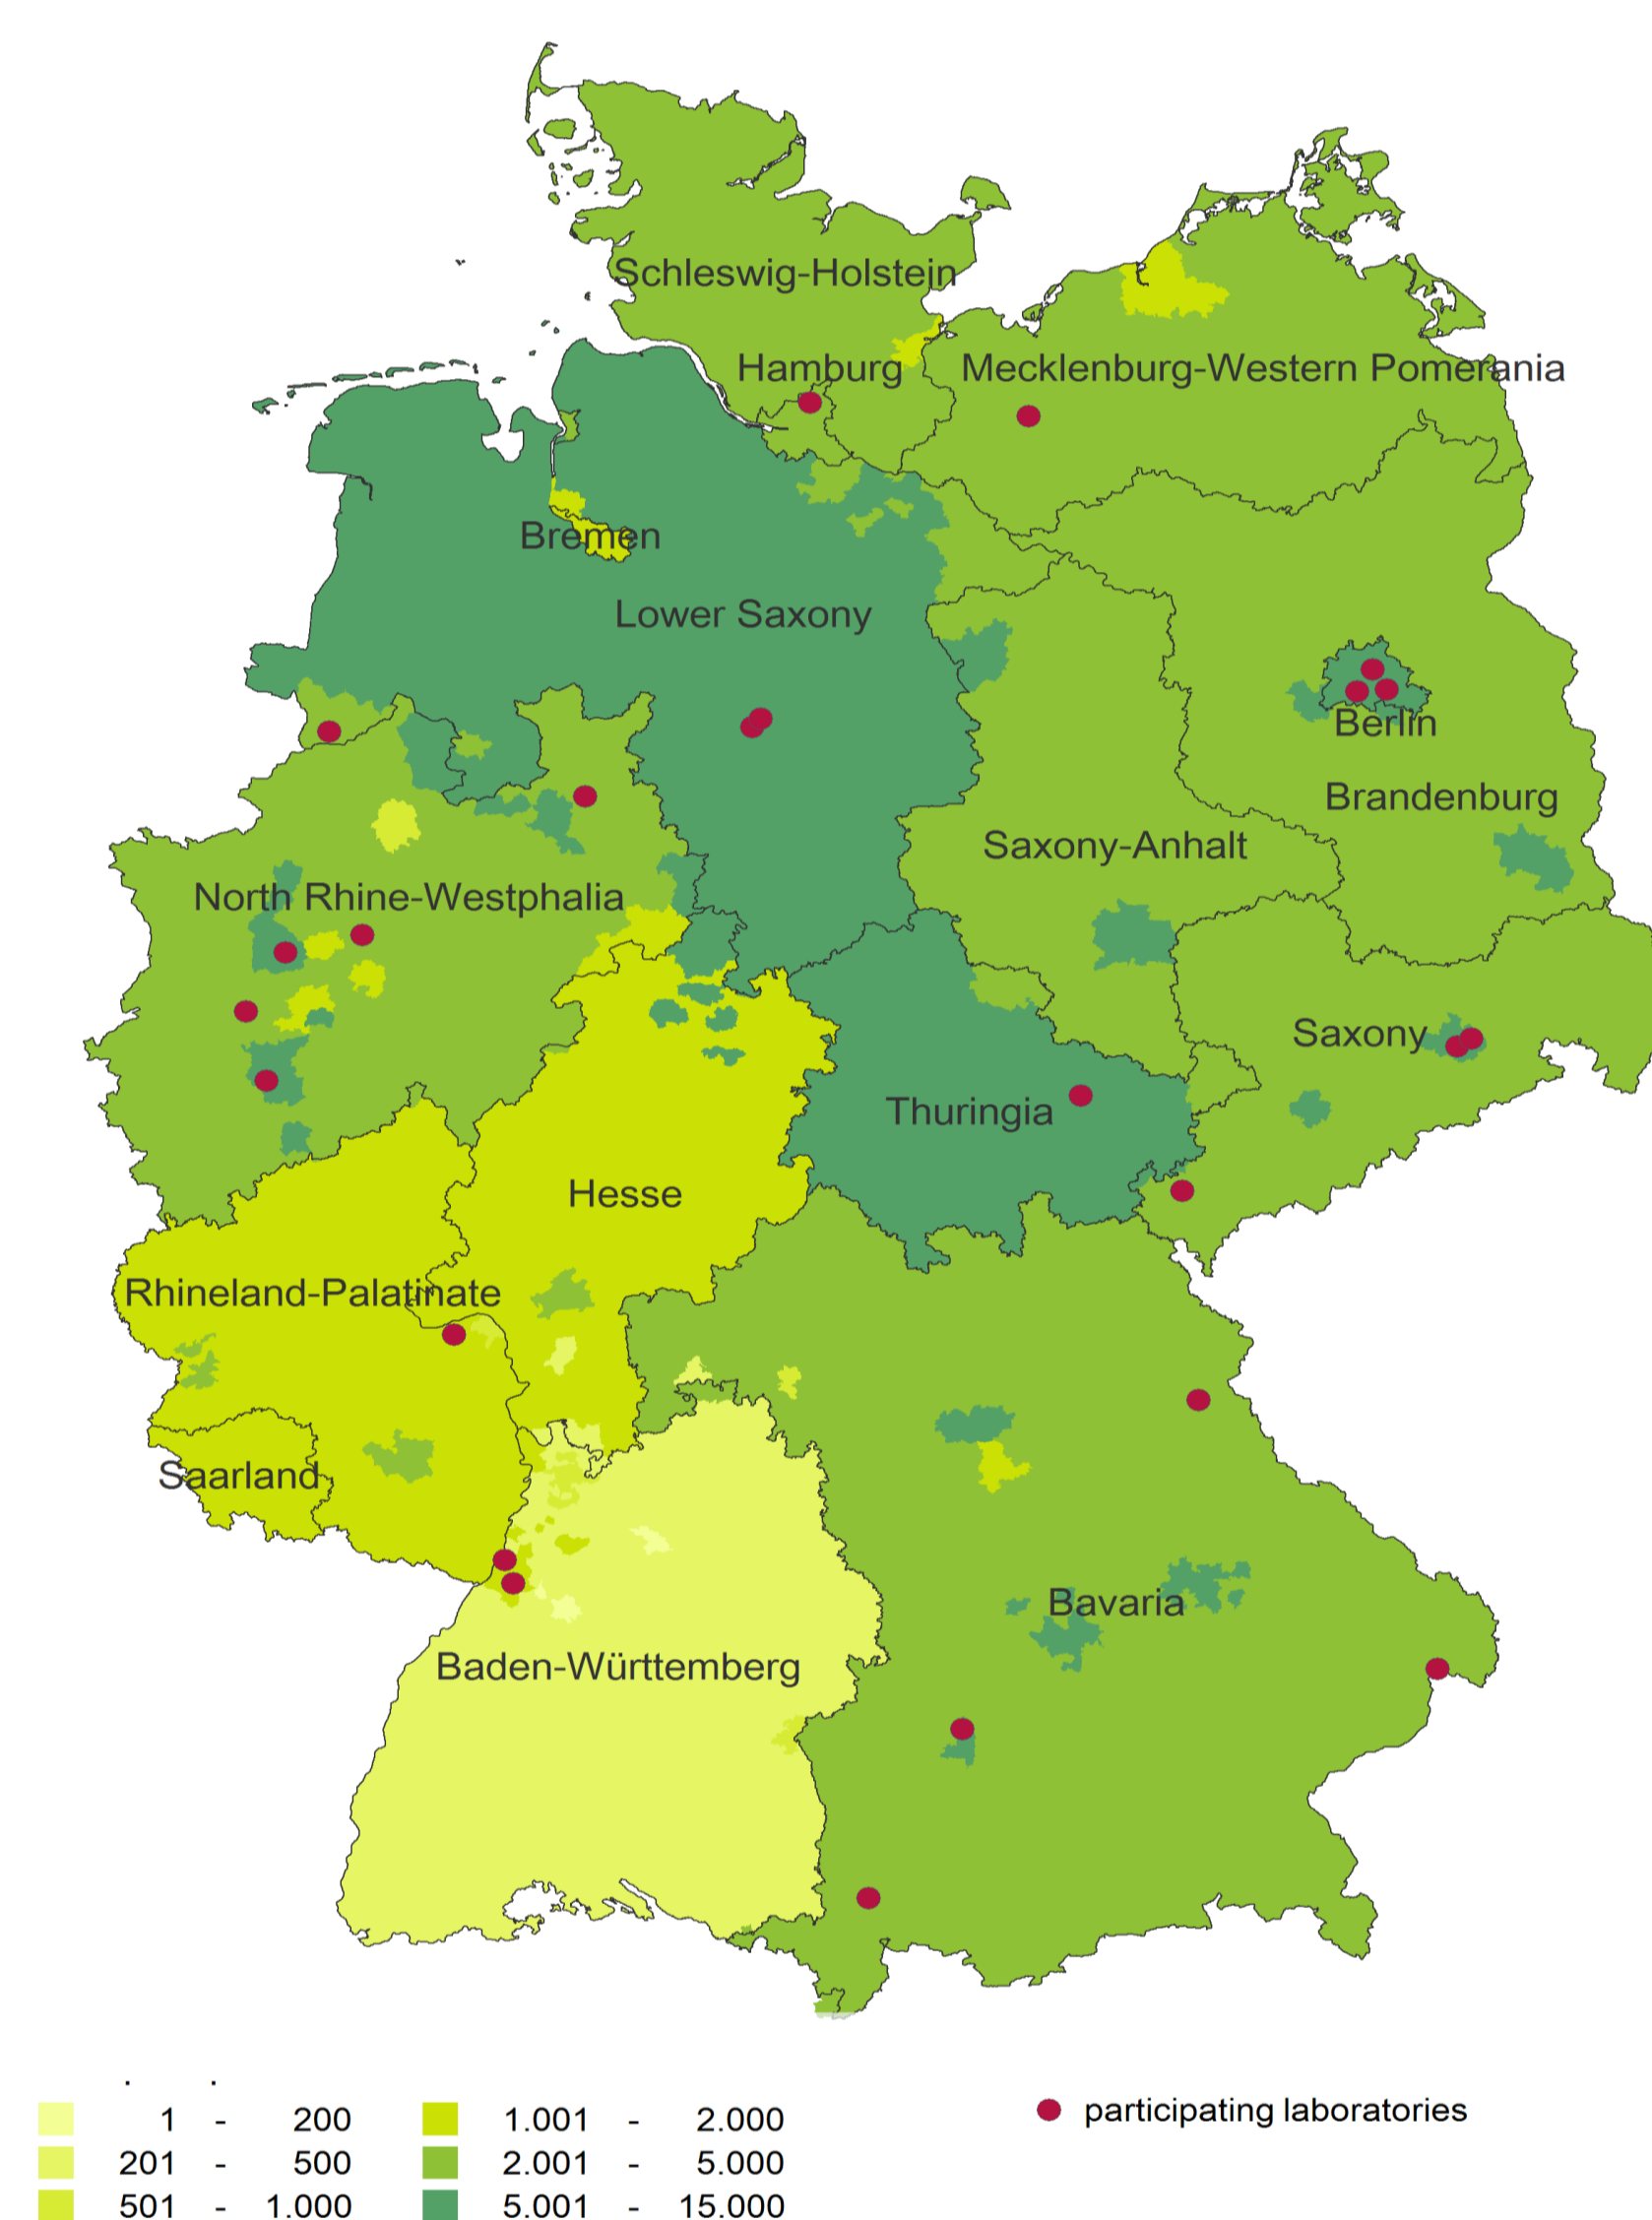 Schleswig-Holstein
Hamburg
Mecklenburg-Western Pomerania
Bremen
Lower Saxony
Berlin
Brandenburg
Saxony-Anhalt
North Rhine-Westphalia
Saxony
Thuringia
Hesse
Rhineland-Palatinate
Saarland
Bavaria
Baden-Württemberg
1 - 200
201 - 500
501 - 1.000
1.001 - 2.000
2.001 - 5.000
5.001 - 15.000
participating laboratories